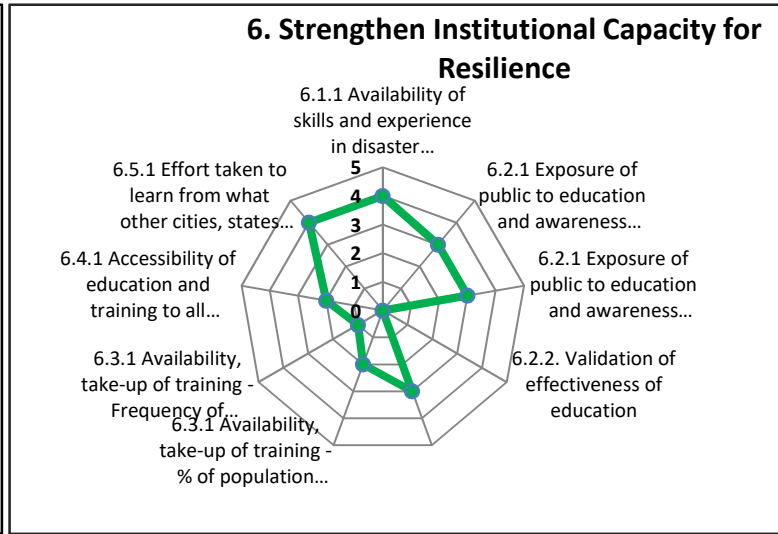 6. Strengthen Institutional Capacity for
Resilience
6.1.1 Availability of
skills and experience
in disaster…
6.2.1 Exposure of
public to education
and awareness…
6.2.1 Exposure of
public to education
and awareness…
6.2.2. Validation of
effectiveness of
education
6.3.1 Availability,
take-up of training -
% of population…
6.3.1 Availability,
take-up of training -
Frequency of…
6.4.1 Accessibility of
education and
training to all…
6.5.1 Effort taken to
learn from what
other cities, states…
5
4
3
2
1
0